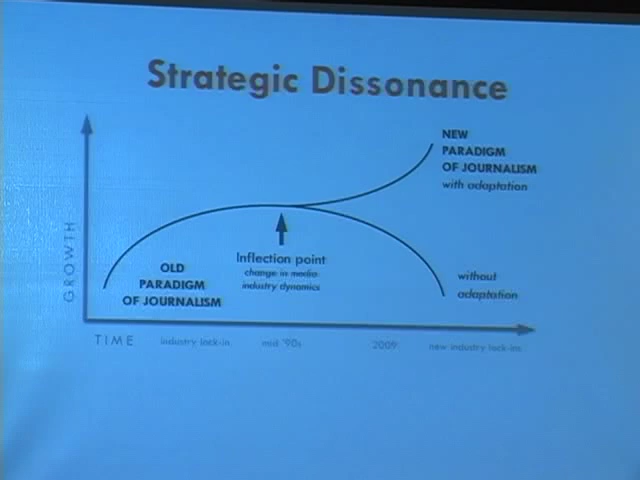 Strategic Dissonance
NEW
PARADIGM
OF JOURNALISM
with adaptation
GROWTH
Inflection point
change in media
industry dynamics
OLD
PARADIGM
OF JOURNALISM
without
adaptation
TIME
industry lock-in
mid '90s
2009
new industry lock-ins